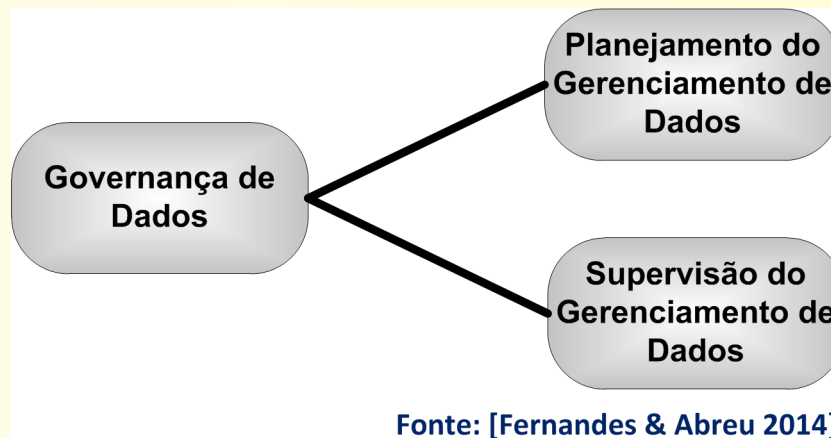 Planejamento do
Gerenciamento de
Dados
Governança de
Dados
Supervisão do
Gerenciamento de
Dados
Fonte: [Fernandes & Abreu 2014]